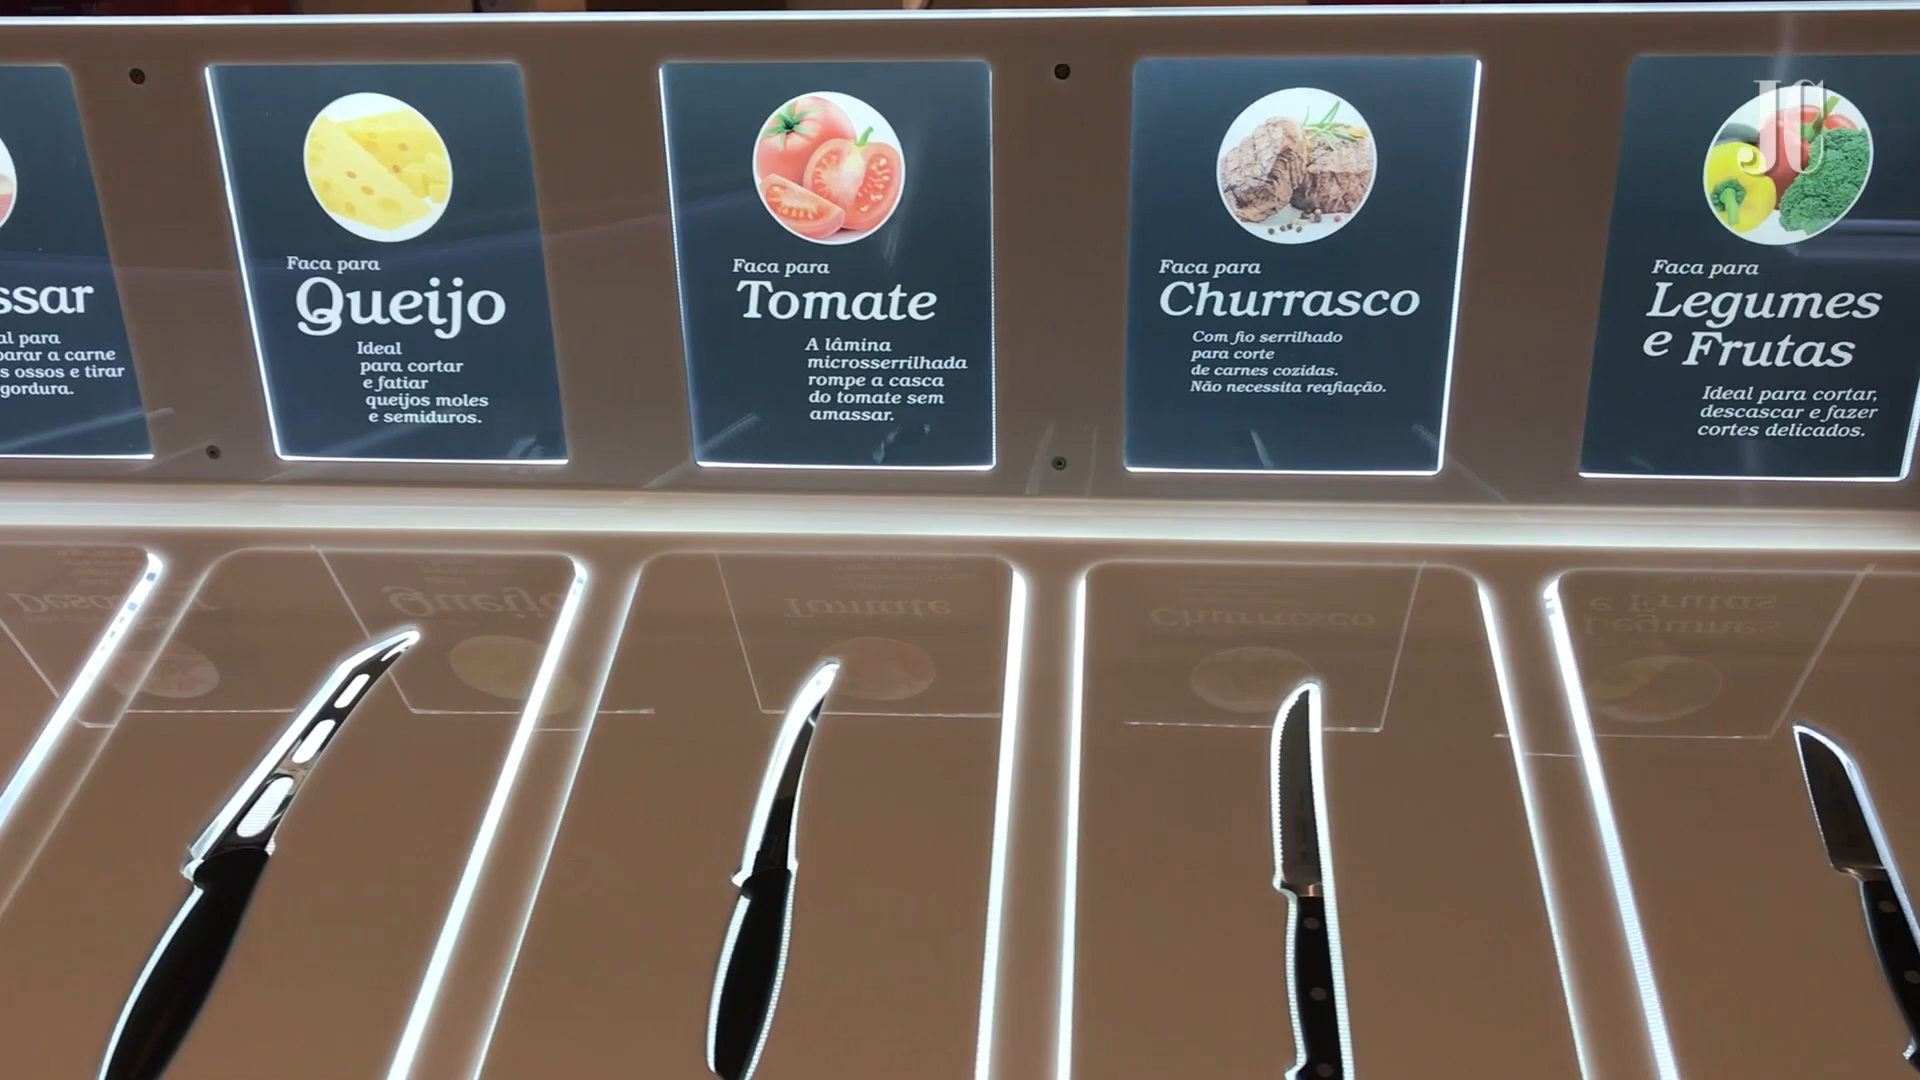 ssar
al para
parar a carne
s ossos e tirar
gordura.
Faca para
Queijo
Ideal
para cortar
e fatiar
queijos moles
e semiduros.
Faca para
Tomate
A lâmina
microsserrilhada
rompe a casca
do tomate sem
amassar.
Faca para
Churrasco
Com fio serrilhado
para corte
de carnes cozidas.
Não necessita reafiação.
JC
Faca para
Legumes
e Frutas
Ideal para cortar,
descascar e fazer
cortes delicados.